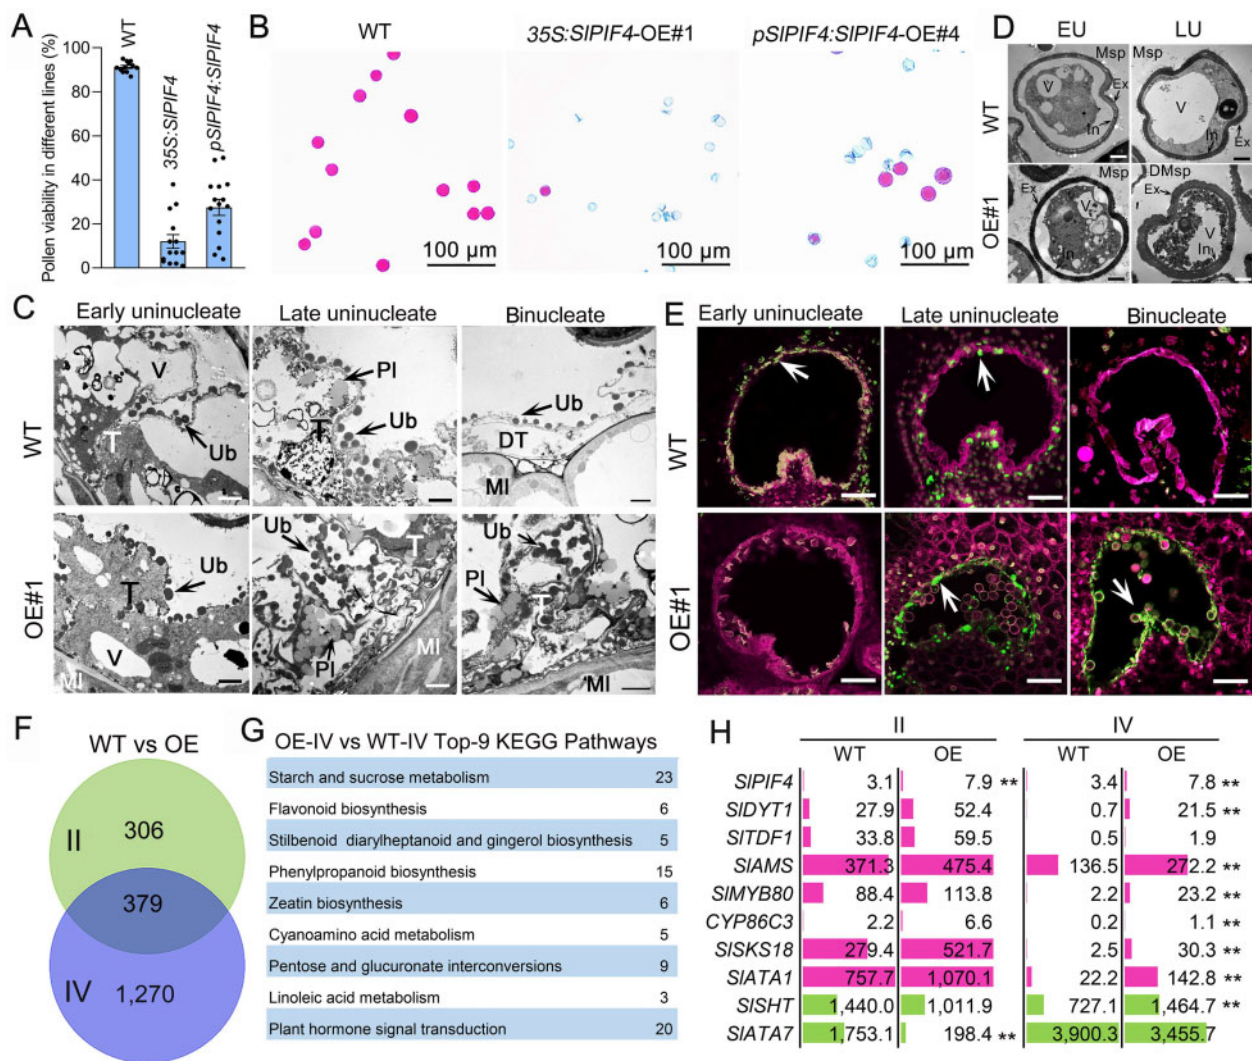 A
Pollen viability in different lines (%)
100
80
60
40
20
0
WT
35S:SlPIF4
pSlPIF4:SlPIF4
B
WT
35S:SlPIF4-OE#1
pSlPIF4:SlPIF4-OE#4
100 µm
100 µm
100 µm
D
EU
LU
WT
OE#1
Msp
V
Ex
In
Msp
V
In
Ex
Ex
Msp
V
In
DMsp
Ex
V
In
C
Early uninucleate
Late uninucleate
Binucleate
WT
OE#1
V
T
Ub
Pl
T
Ub
Ub
DT
Ml
Ub
T
V
Ml
Ub
T
Pl
Ml
Ub
Pl
T
Ml
E
Early uninucleate
Late uninucleate
Binucleate
WT
OE#1
F
WT vs OE
II
306
379
IV
1,270
G
OE-IV vs WT-IV Top-9 KEGG Pathways
Starch and sucrose metabolism 23
Flavonoid biosynthesis 6
Stilbenoid diarylheptanoid and gingerol biosynthesis 5
Phenylpropanoid biosynthesis 15
Zeatin biosynthesis 6
Cyanoamino acid metabolism 5
Pentose and glucuronate interconversions 9
Linoleic acid metabolism 3
Plant hormone signal transduction 20
H
II IV
WT OE WT OE
SlPIF4 3.1 7.9 ** 3.4 7.8 **
SlDYT1 27.9 52.4 0.7 21.5 **
SlTDF1 33.8 59.5 0.5 1.9
SlAMS 371.3 475.4 136.5 272.2 **
SlMYB80 88.4 113.8 2.2 23.2 **
CYP86C3 2.2 6.6 0.2 1.1 **
SlSKS18 279.4 521.7 2.5 30.3 **
SlATA1 757.7 1,070.1 22.2 142.8 **
SlSHT 1,440.0 1,011.9 727.1 1,464.7 **
SlATA7 1,753.1 198.4 ** 3,900.3 3,455.7